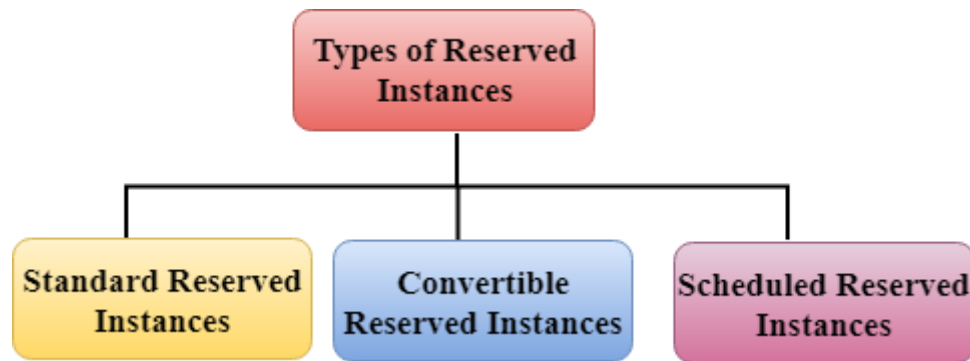 Types of Reserved
Instances
Standard Reserved
Instances
Convertible
Reserved Instances
Scheduled Reserved
Instances